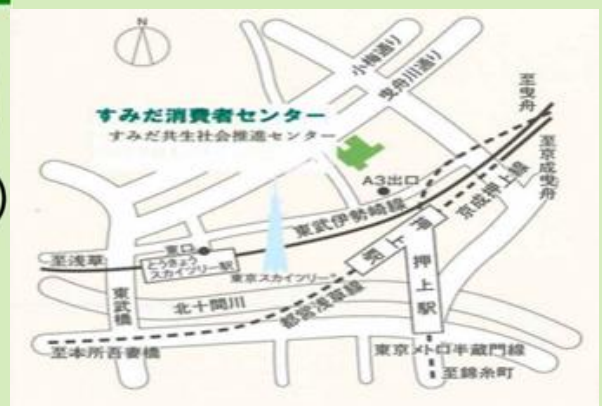 N
小梅通り
曳舟川通り
至曳舟
至京成曳舟
すみだ消費者センター
すみだ共生社会推進センター
A3出口
京成押上線
東武伊勢崎線
押上駅
押上駅
至浅草
東口
とうきょう
スカイツリー駅
東京スカイツリー
東武橋
北十間川
都営浅草線
至本所吾妻橋
東京メトロ半蔵門線
至錦糸町